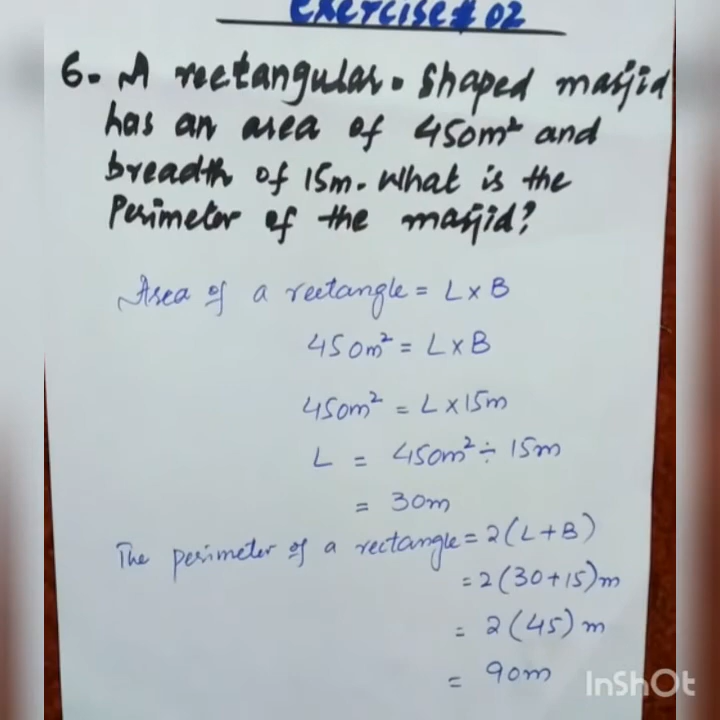 Exercise# 02
6. A rectangular. shaped masjid
has an area of 450m² and
breadth of 15m. What is the
Perimeter of the masjid?
Area of a rectangle = L x B
450m² = L x B
450m² = L x 15m
L = 450m² ÷ 15m
= 30m
The perimeter of a rectangle = 2(L+B)
= 2(30+15)m
= 2(45)m
= 90m
InShOt